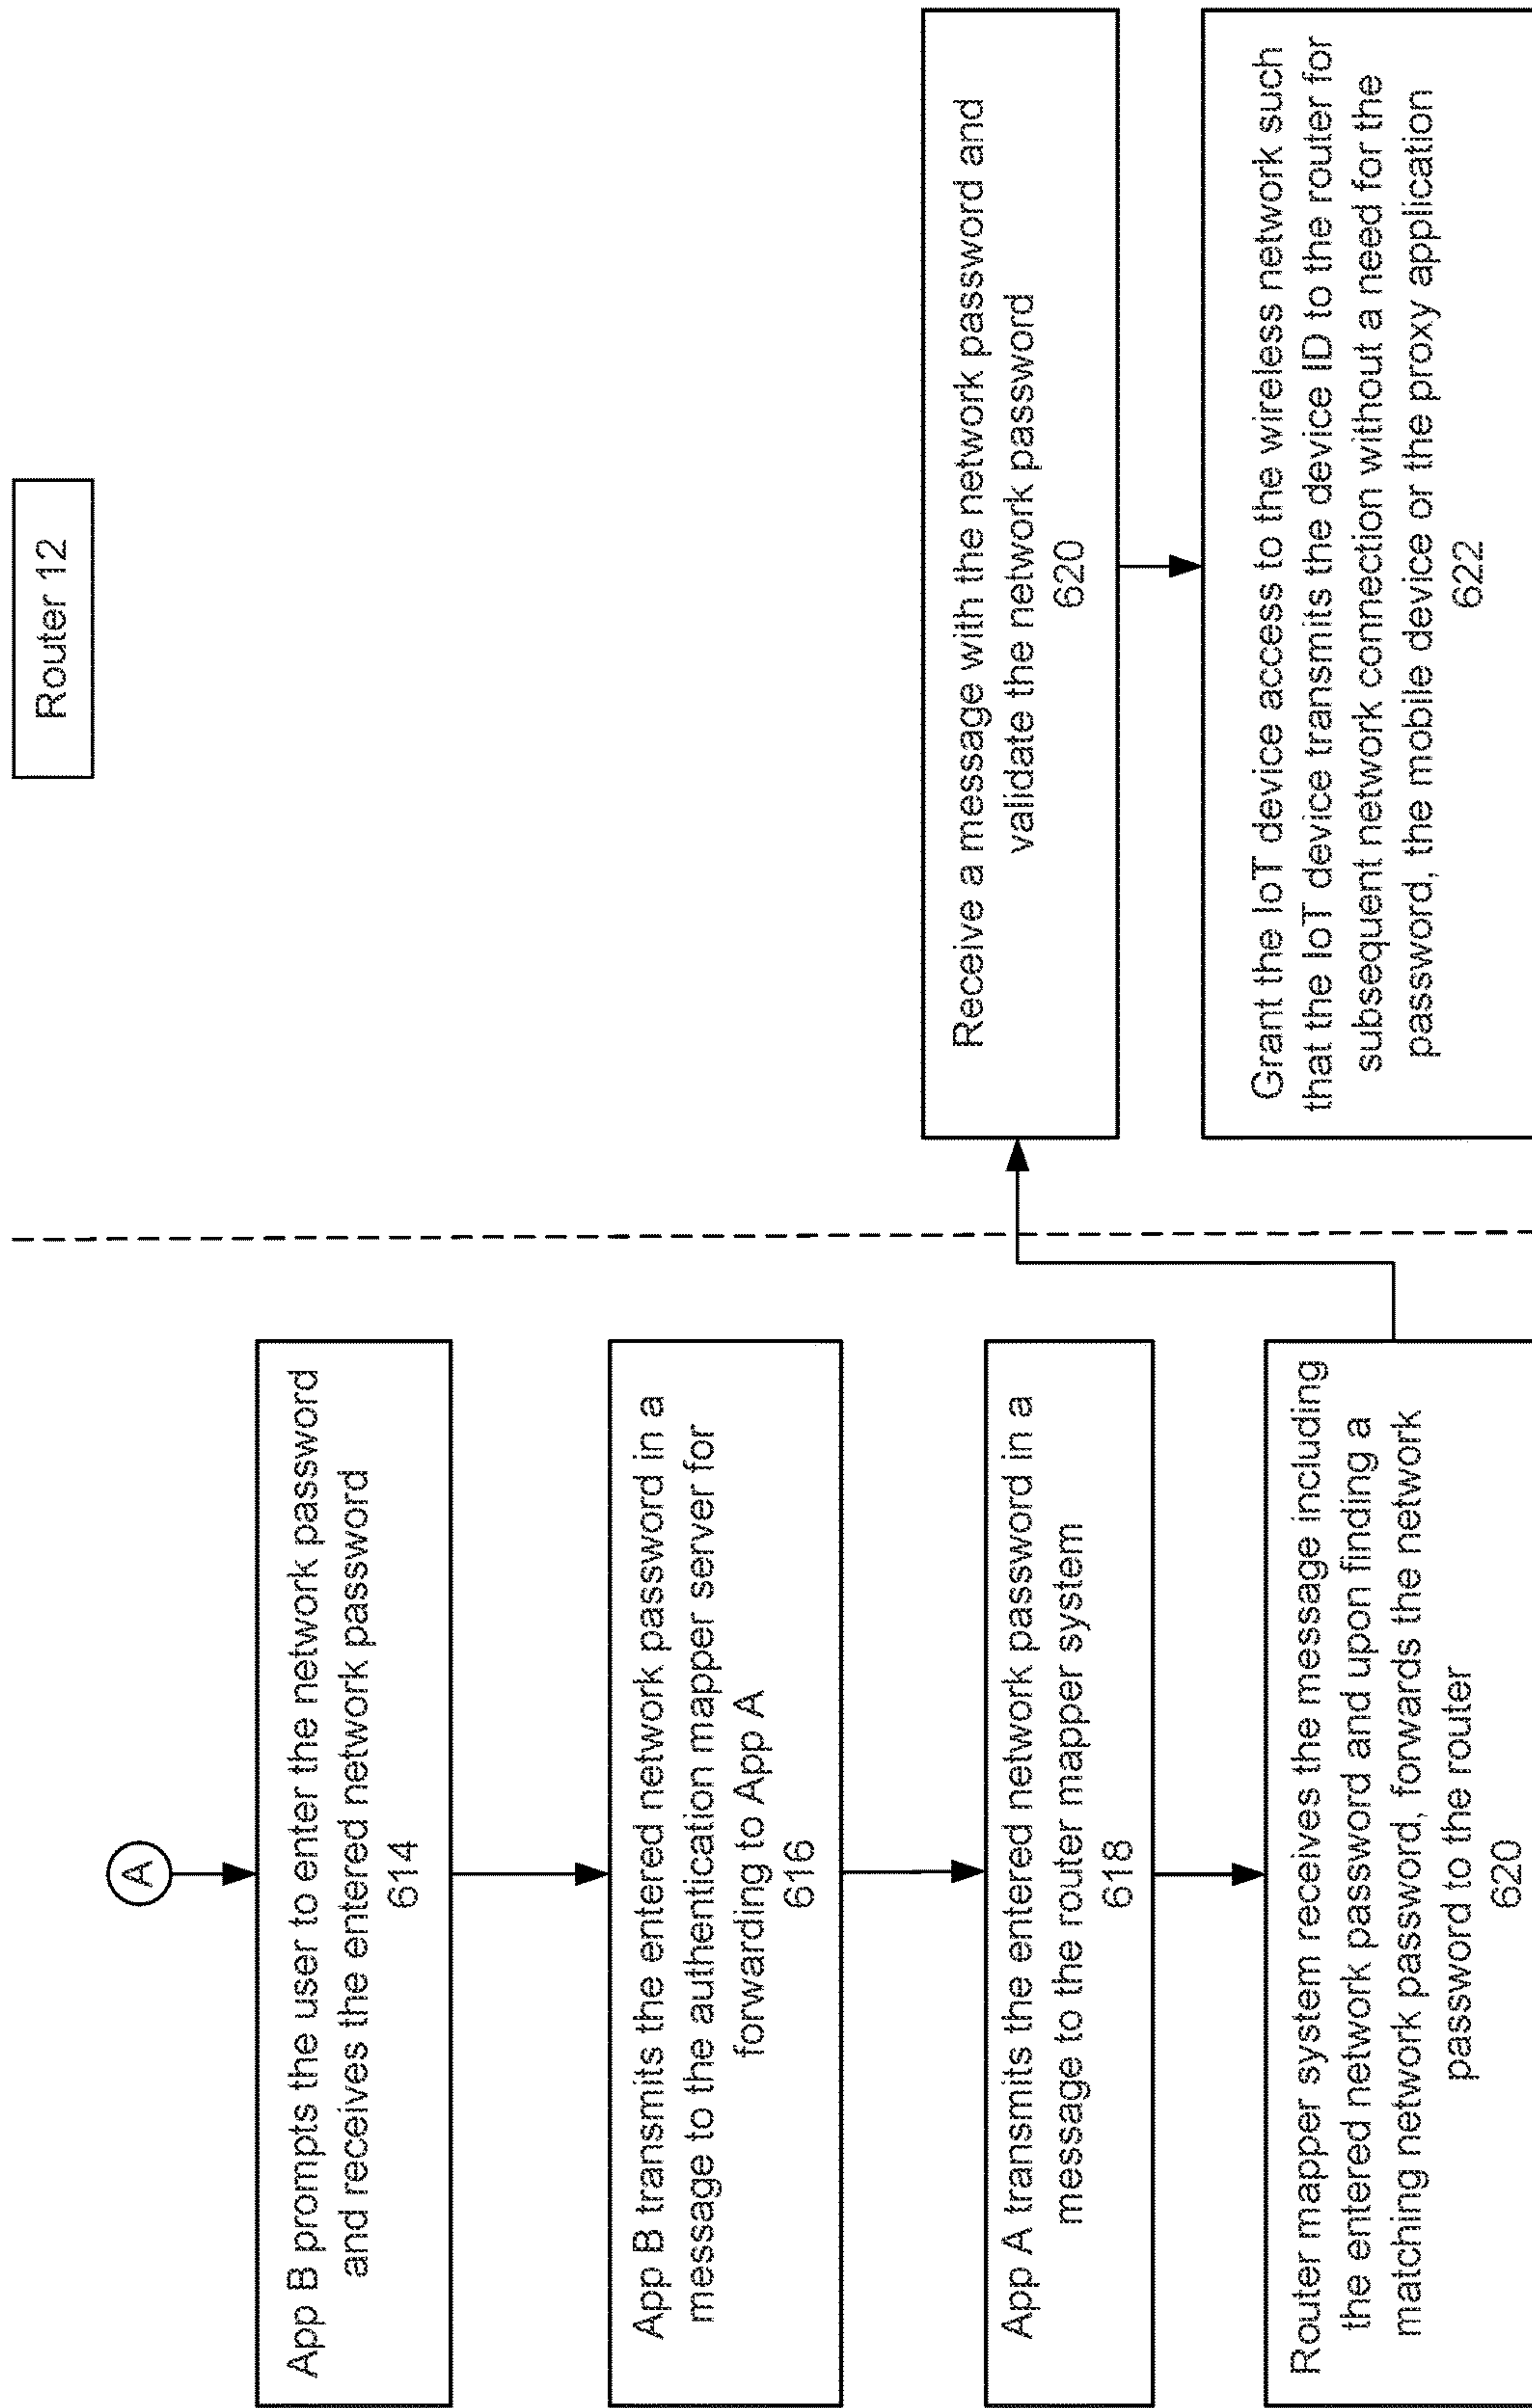 Router 12
A
App B prompts the user to enter the network password
and receives the entered network password
614
App B transmits the entered network password in a
message to the authentication mapper server for
forwarding to App A
616
App A transmits the entered network password in a
message to the router mapper system
618
Router mapper system receives the message including
the entered network password and upon finding a
matching network password, forwards the network
password to the router
620
Receive a message with the network password and
validate the network password
620
Grant the IoT device access to the wireless network such
that the IoT device transmits the device ID to the router for
subsequent network connection without a need for the
password, the mobile device or the proxy application
622